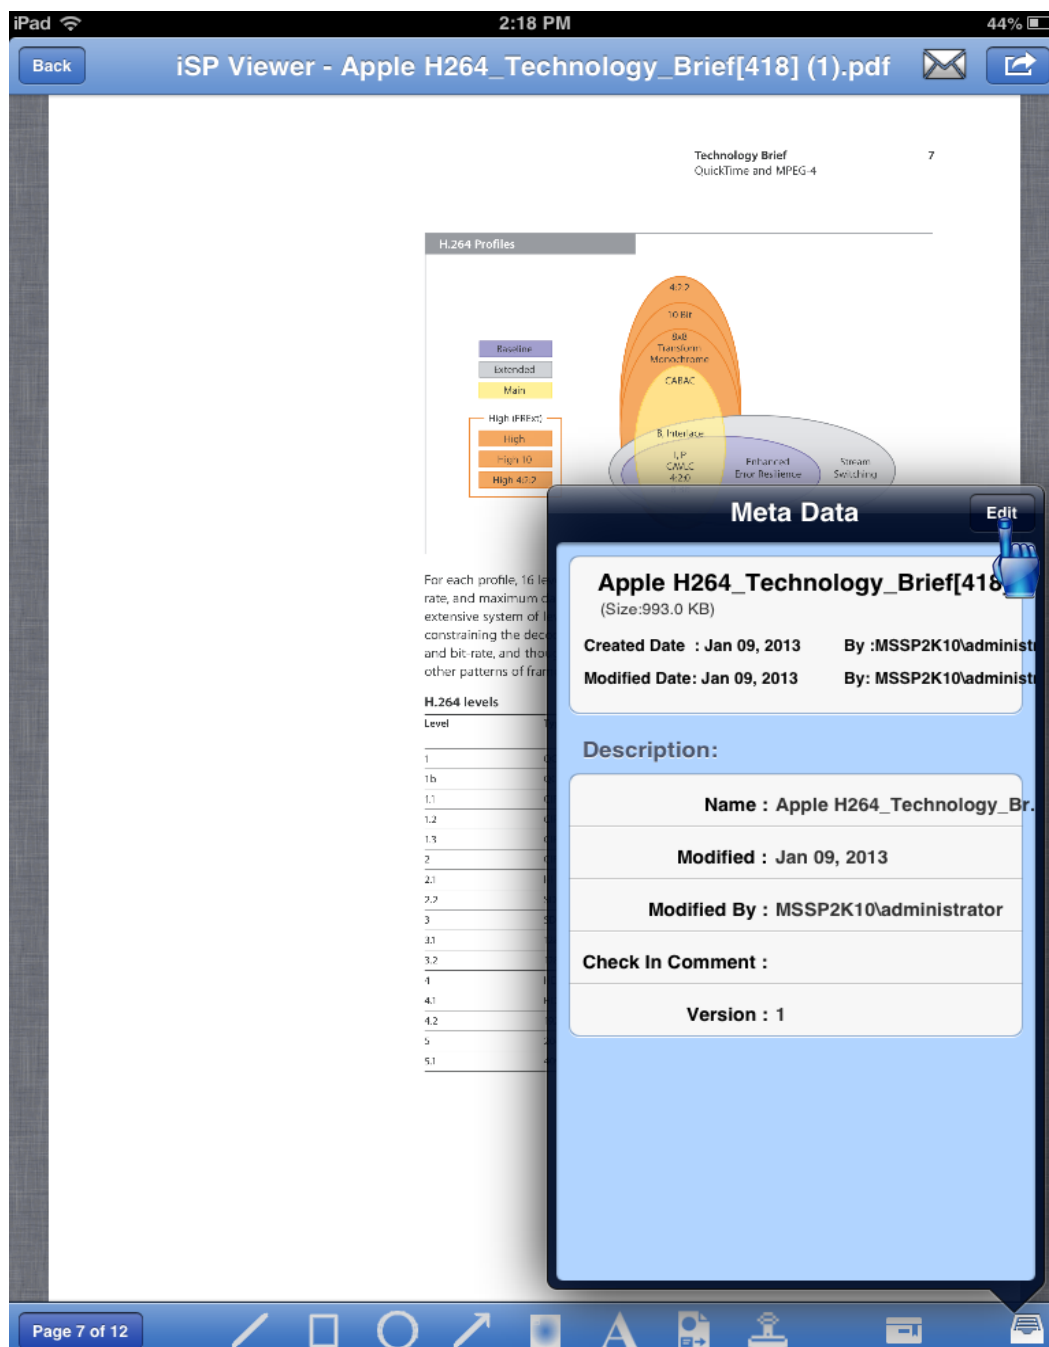 iPad 2:18 PM 44%
Back iSP Viewer - Apple H264_Technology_Brief[418] (1).pdf
Technology Brief 7
QuickTime and MPEG-4
H.264 Profiles
4:2:2
10 Bit
8x8
Transform
Monochrome
CABAC
Baseline
Extended
Main
High (FRExt)
High
High 10
High 4:2:2
B, Interlace
I, P
CAVLC
4:2:0
Enhanced
Error Resilience
Stream
Switching
Meta Data Edit
Apple H264_Technology_Brief[418
(Size:993.0 KB)
Created Date : Jan 09, 2013 By :MSSP2K10\administr
Modified Date: Jan 09, 2013 By: MSSP2K10\administr
Description:
Name : Apple H264_Technology_Br.
Modified : Jan 09, 2013
Modified By : MSSP2K10\administrator
Check In Comment :
Version : 1
For each profile, 16 le
rate, and maximum
extensive system of
constraining the dec
and bit-rate, and tho
other patterns of fra
H.264 levels
Level
1
1b
1.1
1.2
1.3
2
2.1
2.2
3
3.1
3.2
4
4.1
4.2
5
5.1
Page 7 of 12 A